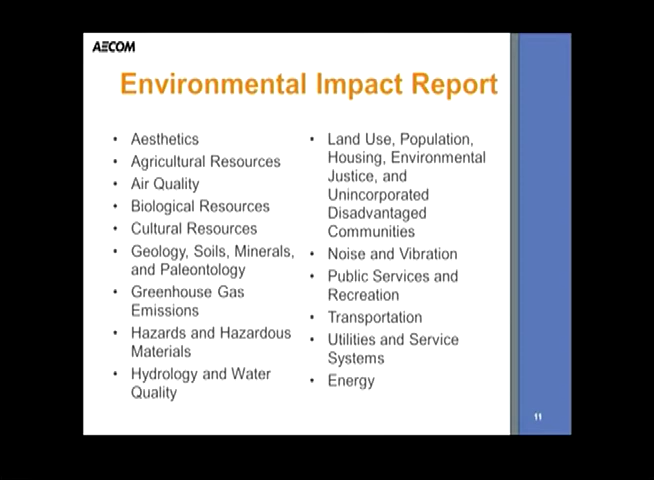 AECOM
Environmental Impact Report
• Aesthetics
• Agricultural Resources
• Air Quality
• Biological Resources
• Cultural Resources
• Geology, Soils, Minerals,
and Paleontology
• Greenhouse Gas
Emissions
• Hazards and Hazardous
Materials
• Hydrology and Water
Quality
• Land Use, Population,
Housing, Environmental
Justice, and
Unincorporated
Disadvantaged
Communities
• Noise and Vibration
• Public Services and
Recreation
• Transportation
• Utilities and Service
Systems
• Energy
11